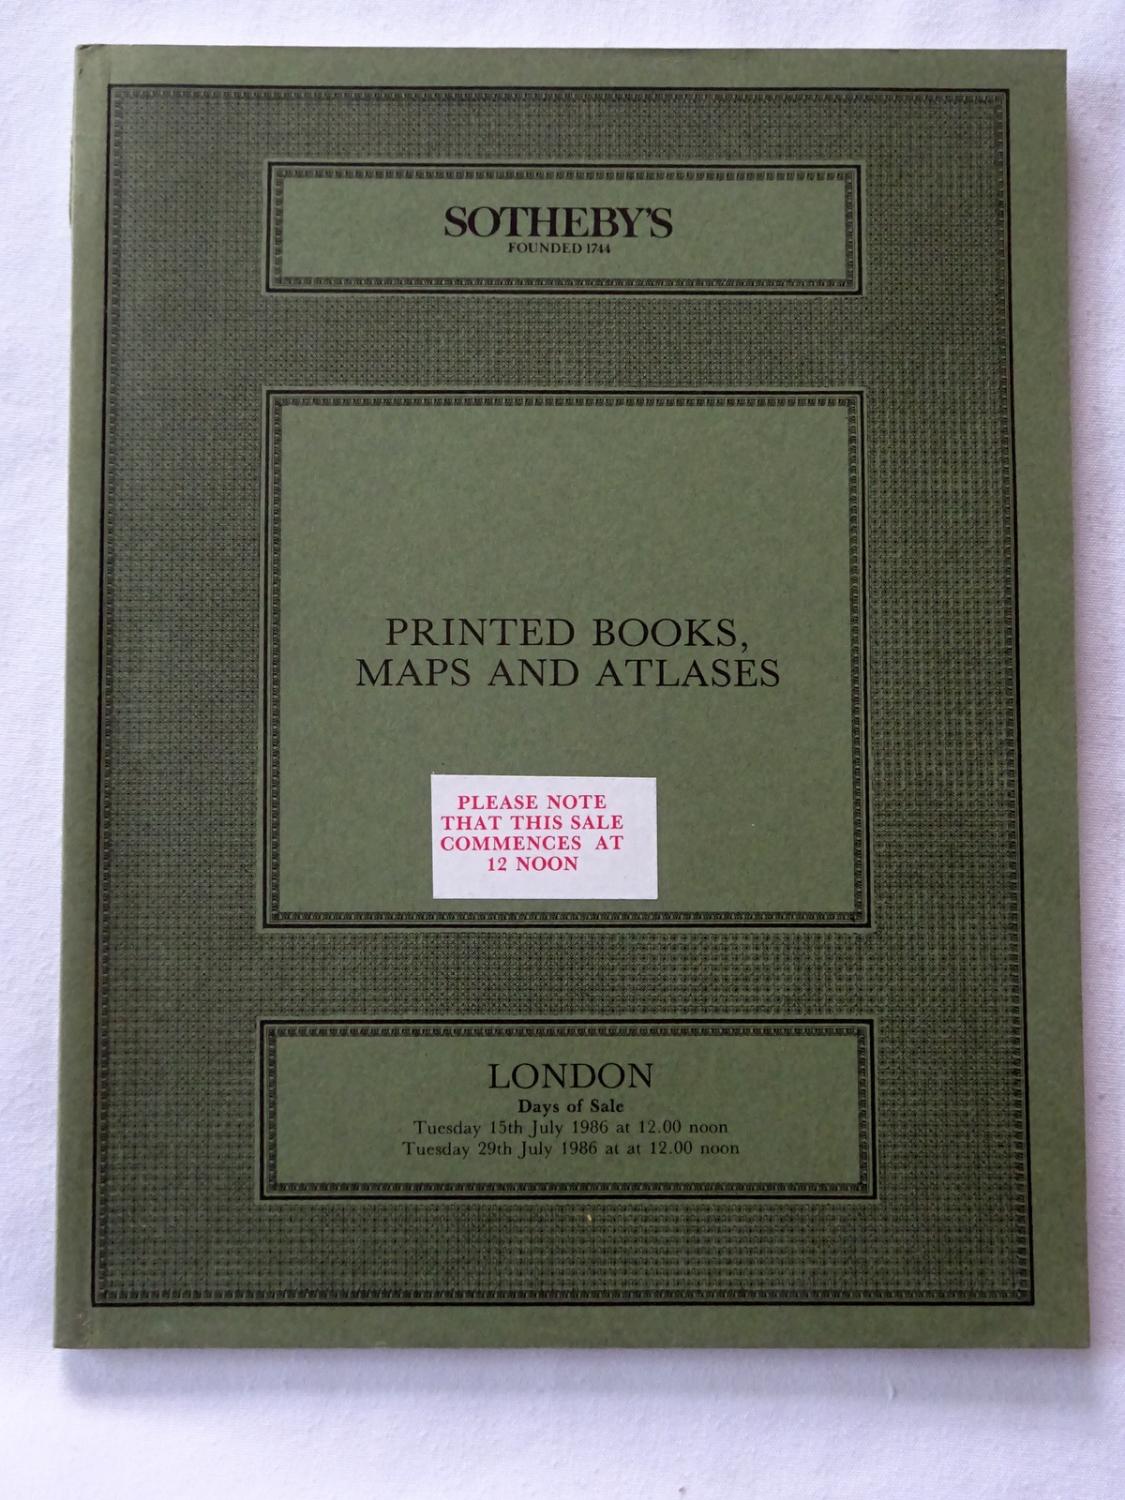 SOTHEBY'S
FOUNDED 1744
PRINTED BOOKS,
MAPS AND ATLASES
PLEASE NOTE
THAT THIS SALE
COMMENCES AT
12 NOON
LONDON
Days of Sale
Tuesday 15th July 1986 at 12.00 noon
Tuesday 29th July 1986 at at 12.00 noon